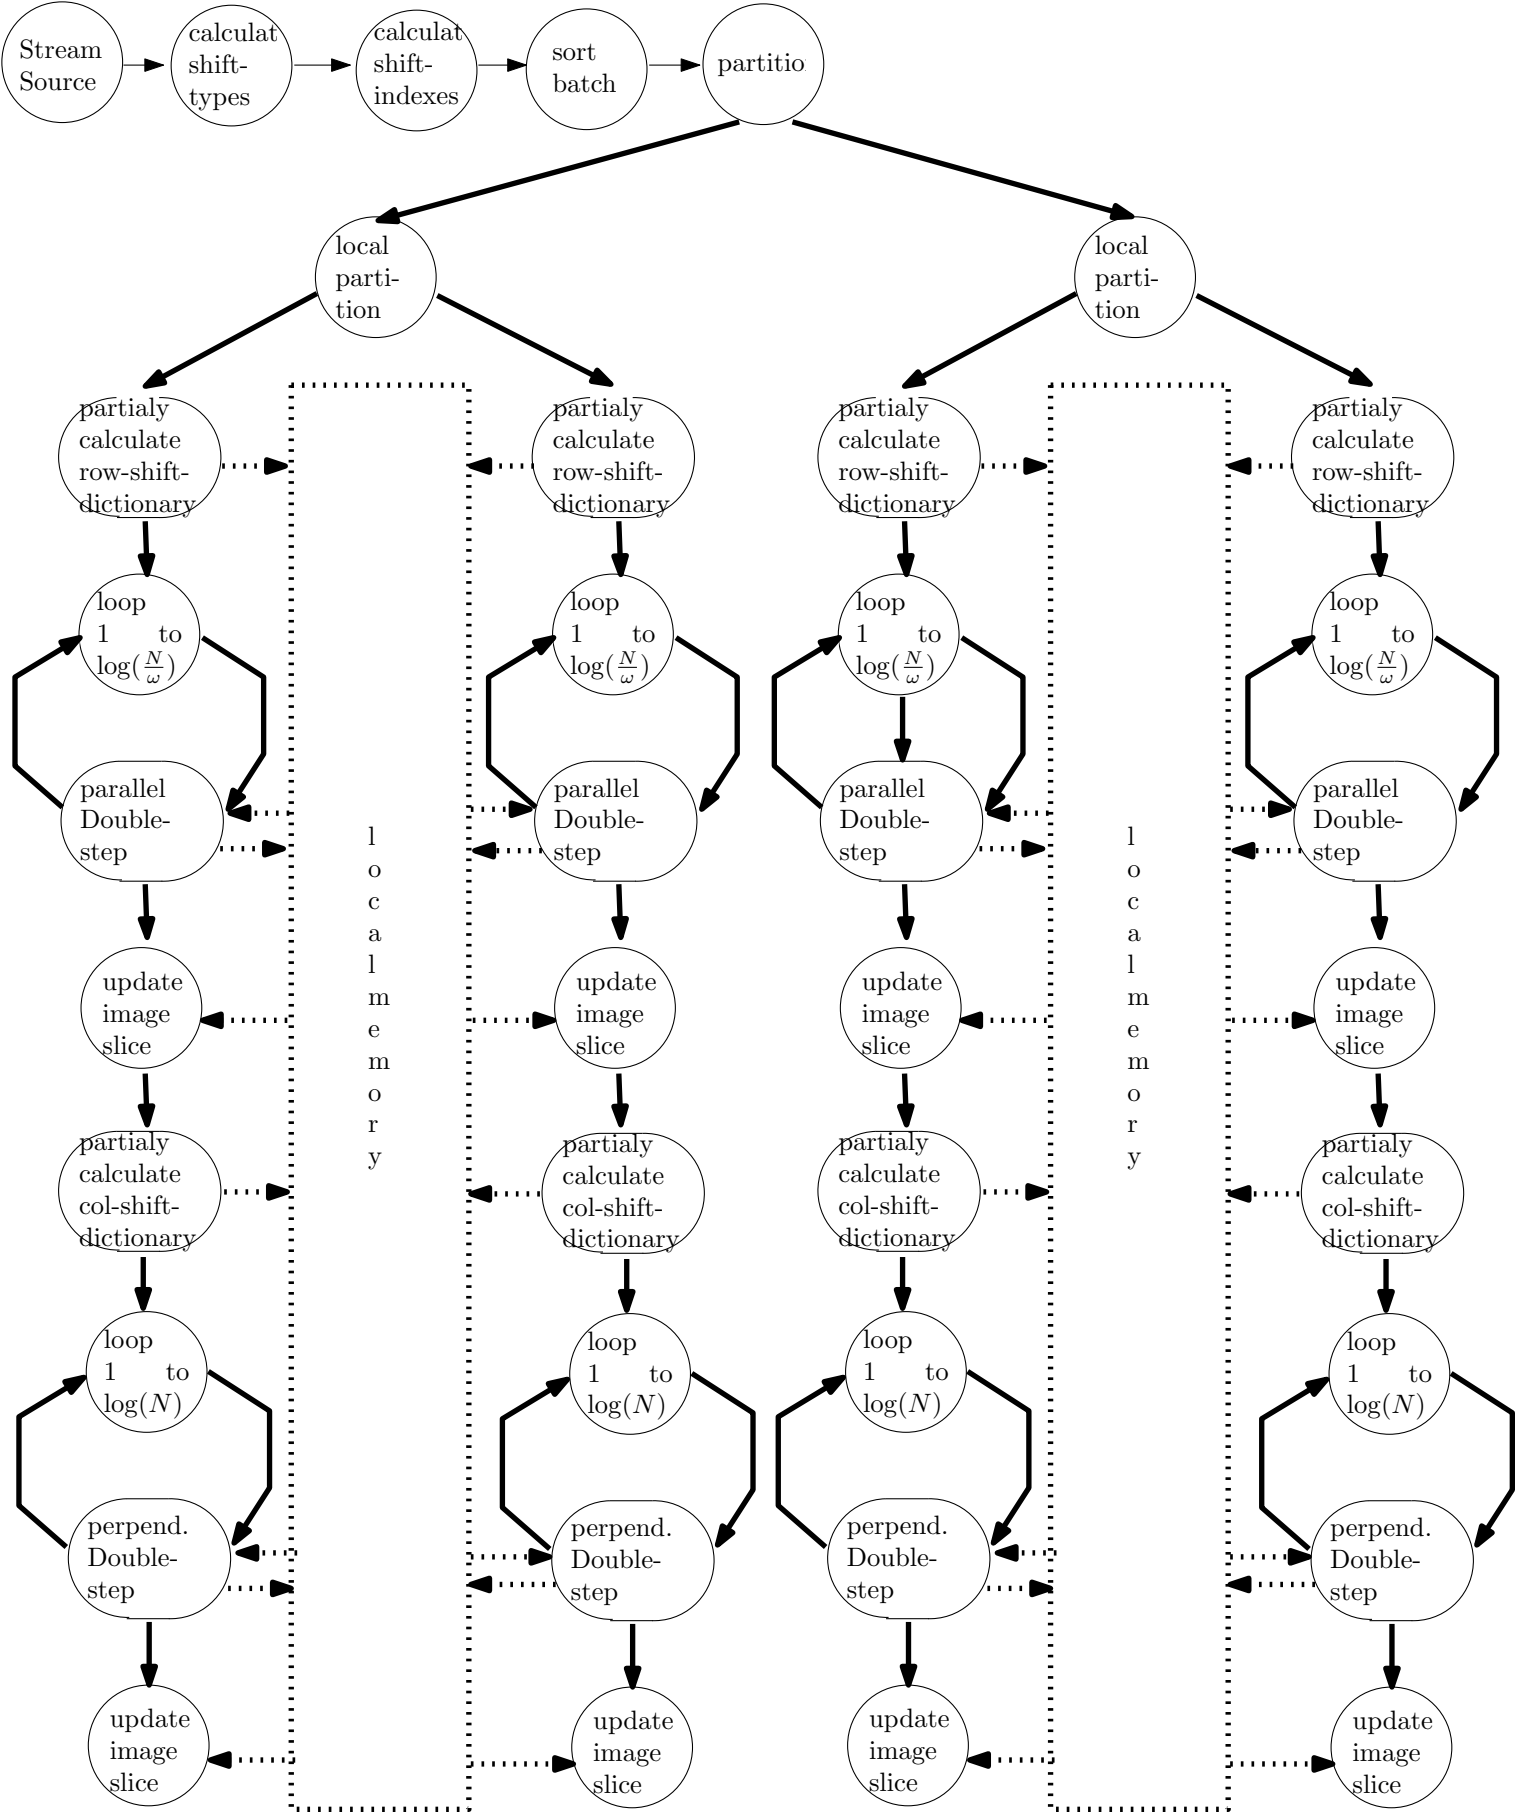 Stream
Source
calculat
shift-
types
calculat
shift-
indexes
sort
batch
partitio
local
parti-
tion
local
parti-
tion
partialy
calculate
row-shift-
dictionary
partialy
calculate
row-shift-
dictionary
partialy
calculate
row-shift-
dictionary
partialy
calculate
row-shift-
dictionary
loop
1 to
log(N/ω)
loop
1 to
log(N/ω)
loop
1 to
log(N/ω)
loop
1 to
log(N/ω)
parallel
Double-
step
parallel
Double-
step
parallel
Double-
step
parallel
Double-
step
l
o
c
a
l
m
e
m
o
r
y
l
o
c
a
l
m
e
m
o
r
y
update
image
slice
update
image
slice
update
image
slice
update
image
slice
partialy
calculate
col-shift-
dictionary
partialy
calculate
col-shift-
dictionary
partialy
calculate
col-shift-
dictionary
partialy
calculate
col-shift-
dictionary
loop
1 to
log(N)
loop
1 to
log(N)
loop
1 to
log(N)
loop
1 to
log(N)
perpend.
Double-
step
perpend.
Double-
step
perpend.
Double-
step
perpend.
Double-
step
update
image
slice
update
image
slice
update
image
slice
update
image
slice